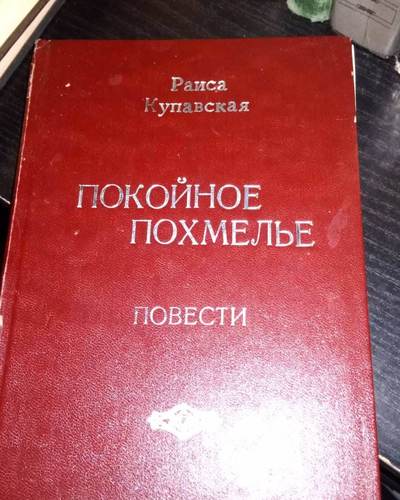 Раиса
Купавская
ПОКОЙНОЕ
ПОХМЕЛЬЕ
ПОВЕСТИ